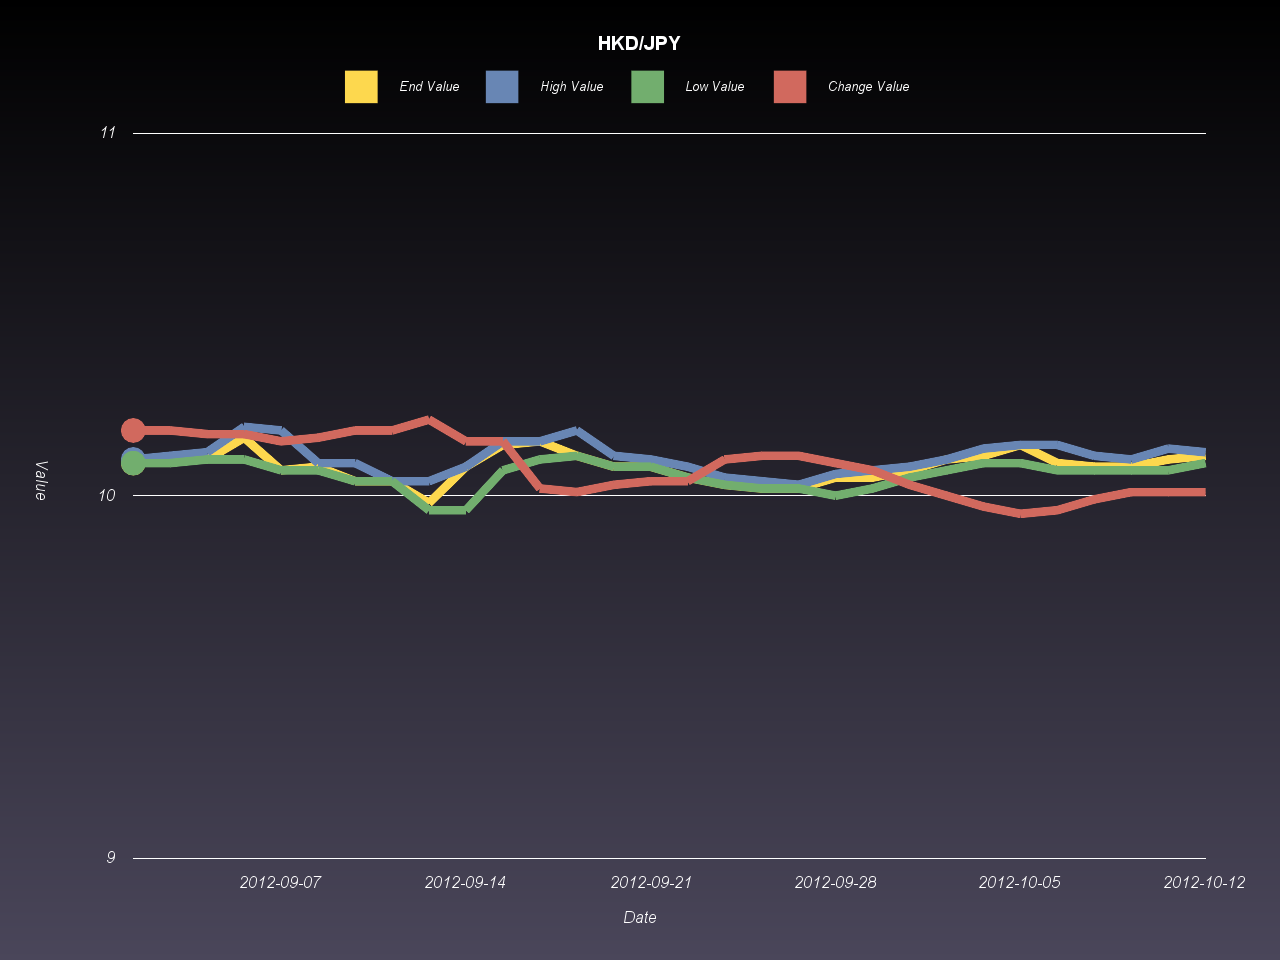 HKD/JPY
End Value High Value Low Value Change Value
11
10
9
Value
2012-09-07 2012-09-14 2012-09-21 2012-09-28 2012-10-05 2012-10-12
Date